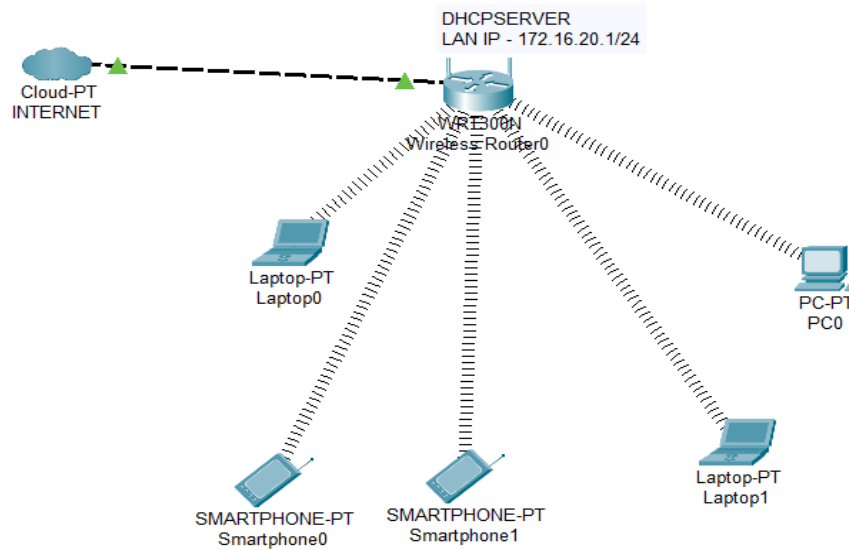 DHCPSERVER
LAN IP - 172.16.20.1/24
Cloud-PT
INTERNET
WRT300N
Wireless Router0
Laptop-PT
Laptop0
PC-PT
PC0
Laptop-PT
Laptop1
SMARTPHONE-PT
Smartphone0
SMARTPHONE-PT
Smartphone1